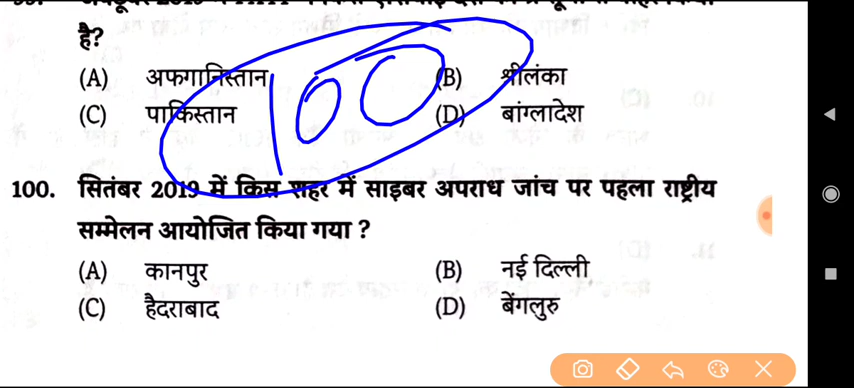 है?
(A) अफगानिस्तान (B) श्रीलंका
(C) पाकिस्तान (D) बांग्लादेश
100
100. सितंबर 2019 में किस शहर में साइबर अपराध जांच पर पहला राष्ट्रीय
सम्मेलन आयोजित किया गया ?
(A) कानपुर (B) नई दिल्ली
(C) हैदराबाद (D) बेंगलुरु